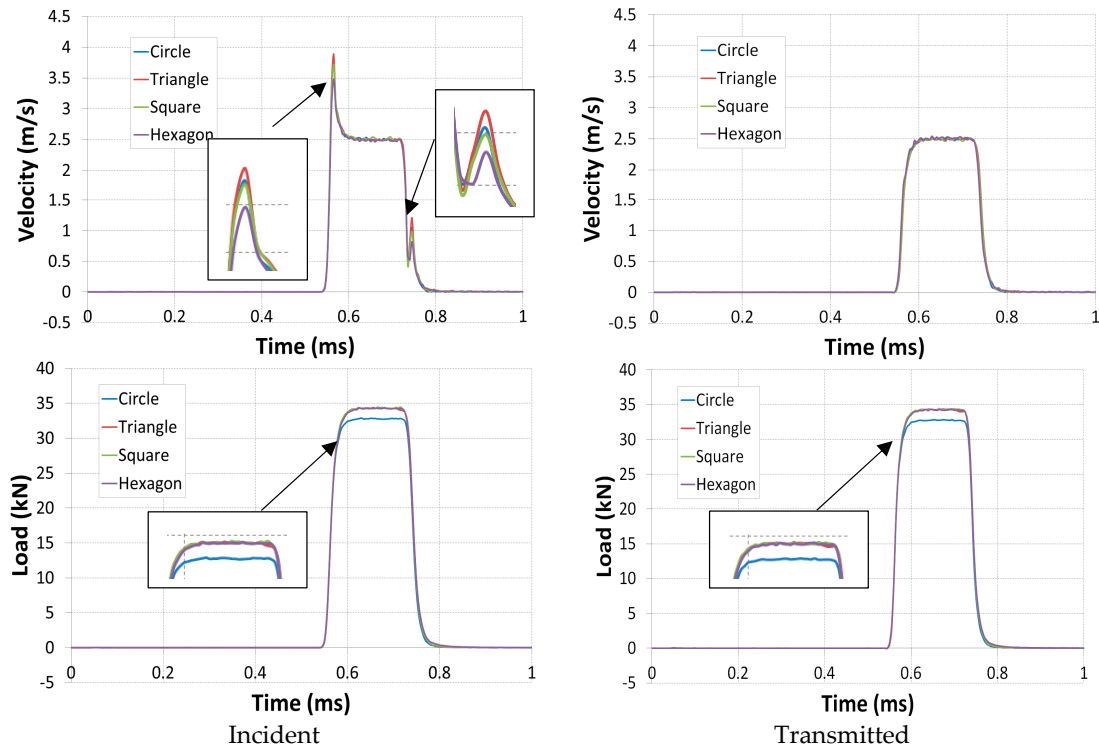 4.5
4
3.5
3
2.5
2
1.5
1
0.5
0
-0.5
Velocity (m/s)
Circle
Triangle
Square
Hexagon
0 0.2 0.4 0.6 0.8 1
Time (ms)
4.5
4
3.5
3
2.5
2
1.5
1
0.5
0
-0.5
Velocity (m/s)
Circle
Triangle
Square
Hexagon
0 0.2 0.4 0.6 0.8 1
Time (ms)
40
35
30
25
20
15
10
5
0
-5
Load (kN)
Circle
Triangle
Square
Hexagon
0 0.2 0.4 0.6 0.8 1
Time (ms)
Incident
40
35
30
25
20
15
10
5
0
-5
Load (kN)
Circle
Triangle
Square
Hexagon
0 0.2 0.4 0.6 0.8 1
Time (ms)
Transmitted